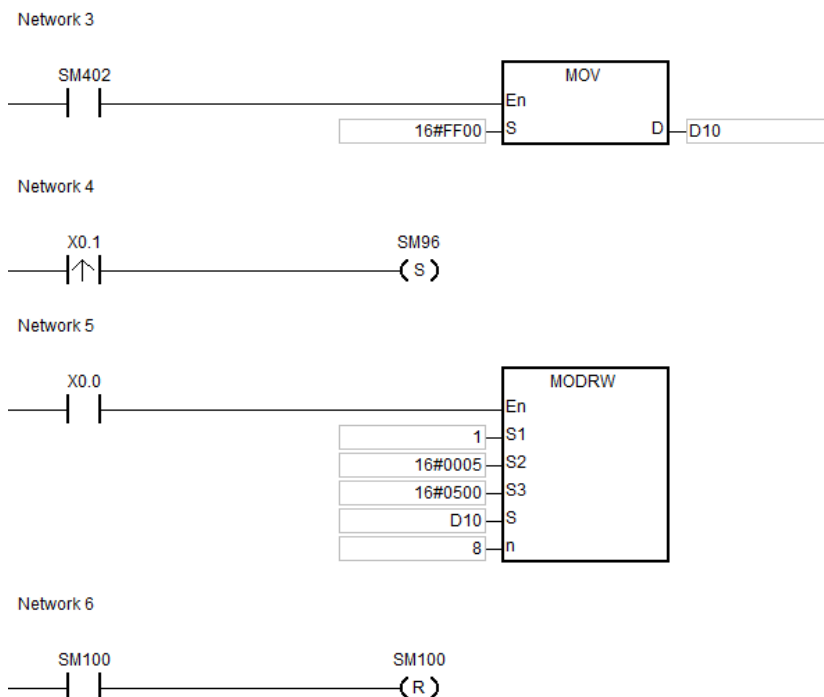 Network 3
SM402
MOV
En
16#FF00 S D D10
Network 4
X0.1 SM96
S
Network 5
X0.0
MODRW
En
1 S1
16#0005 S2
16#0500 S3
D10 S
8 n
Network 6
SM100 SM100
R